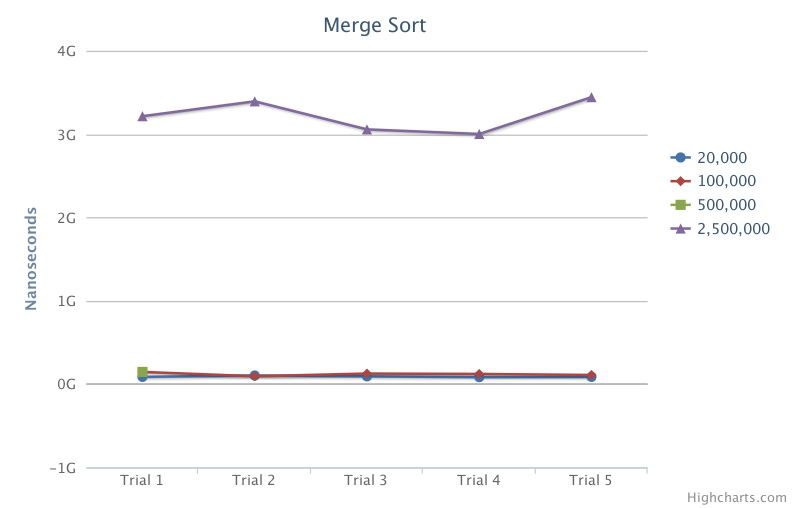 Merge Sort
4G
3G
2G
1G
0G
−1G
Nanoseconds
Trial 1 Trial 2 Trial 3 Trial 4 Trial 5
20,000
100,000
500,000
2,500,000
Highcharts.com